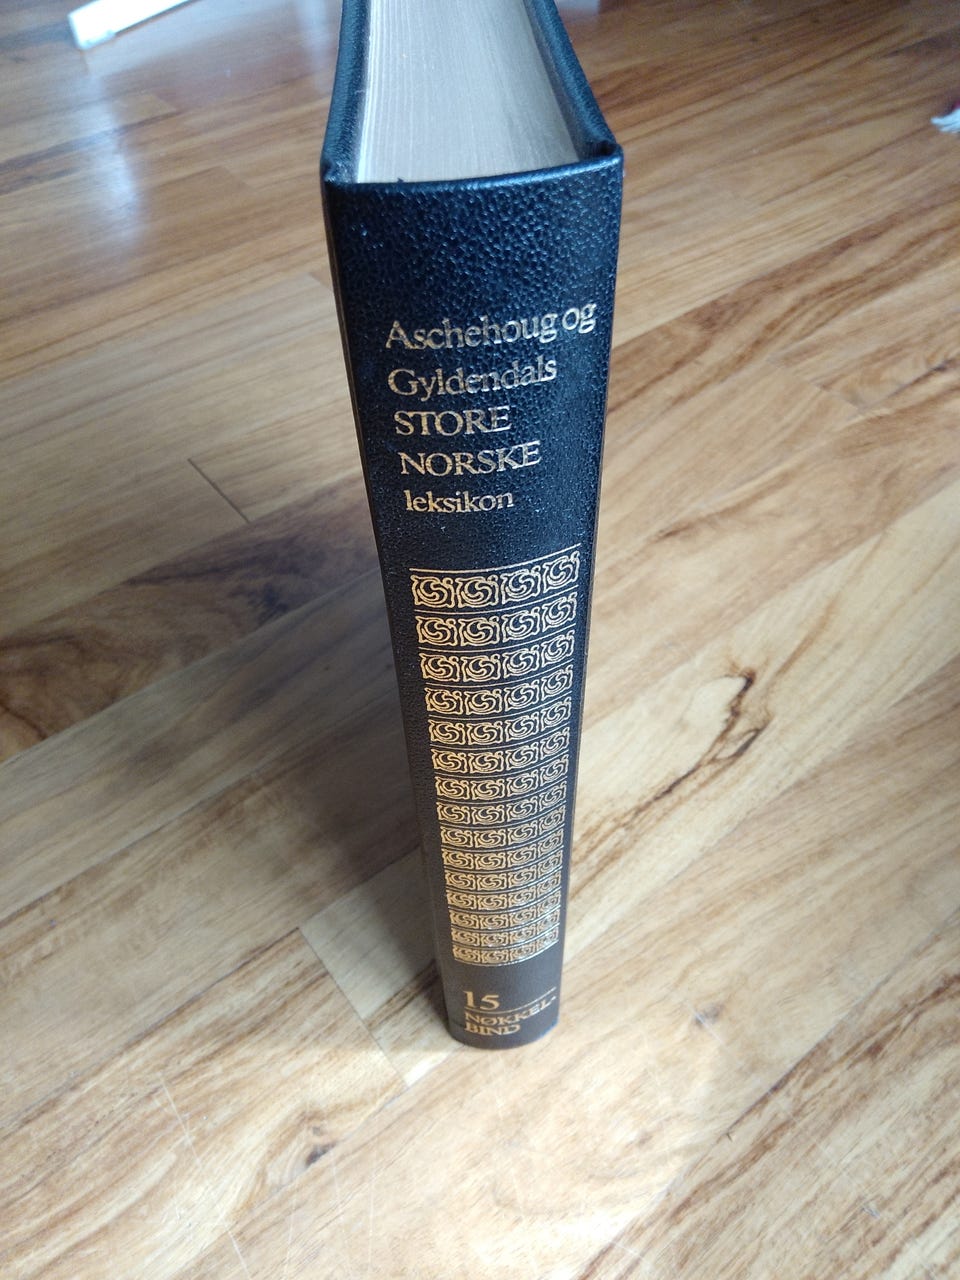 Aschehoug og
Gyldendals
STORE
NORSKE
leksikon
15
NØKKEL-
BIND